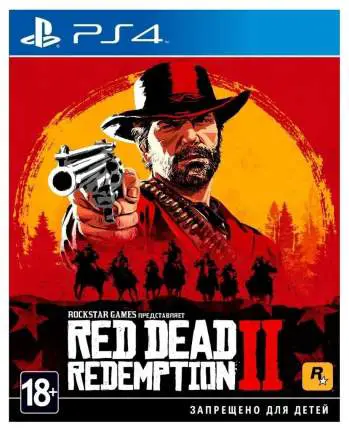 PS4
ROCKSTAR GAMES ПРЕДСТАВЛЯЕТ
RED DEAD
REDEMPTION II
R
18+
ЗАПРЕЩЕНО ДЛЯ ДЕТЕЙ